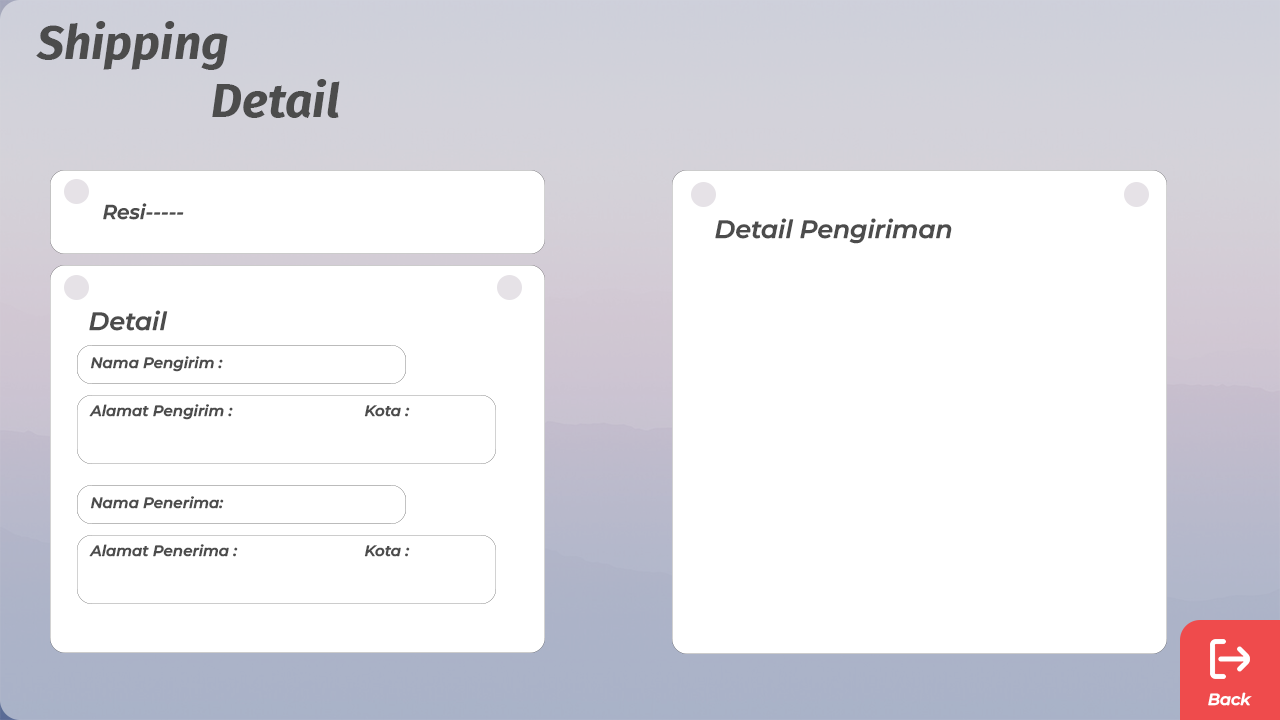 Shipping
Detail
Resi-----
Detail
Nama Pengirim :
Alamat Pengirim : Kota :
Nama Penerima:
Alamat Penerima : Kota :
Detail Pengiriman
Back